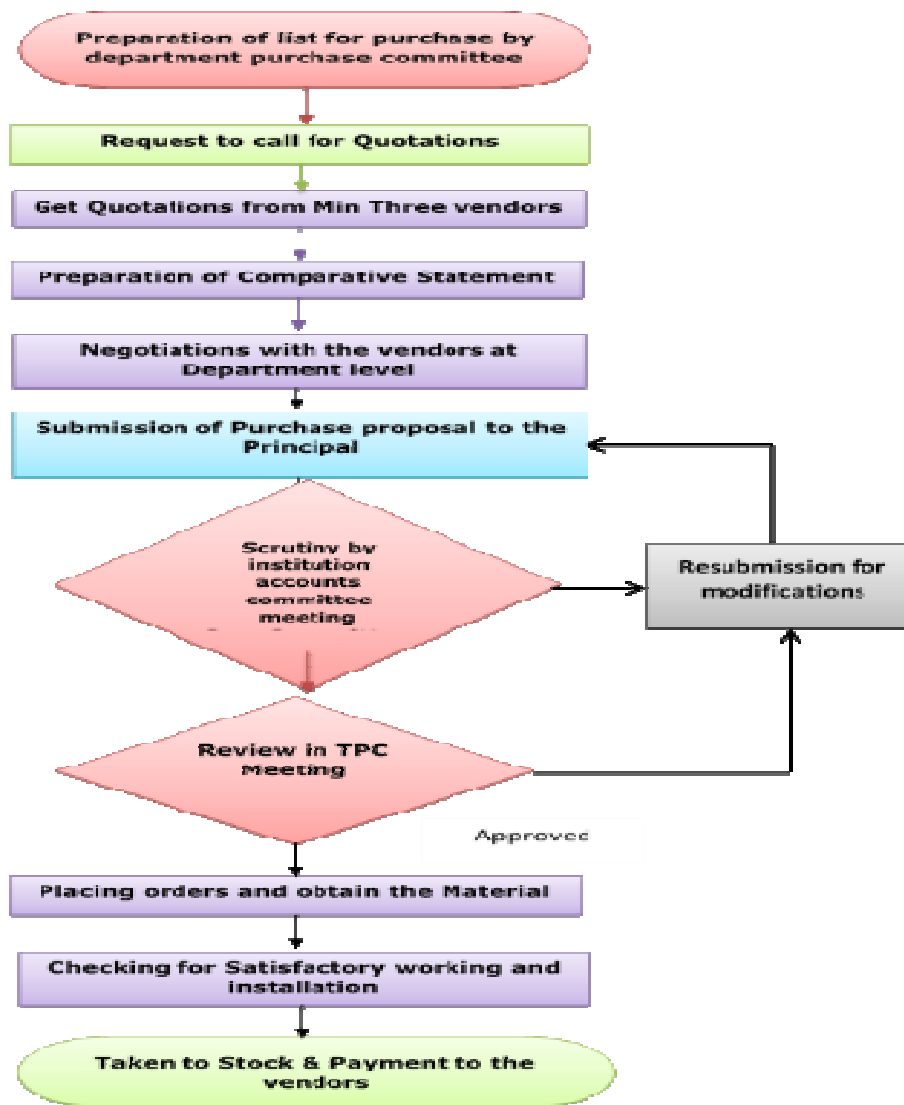 Preparation of list for purchase by
department purchase committee
Request to call for Quotations
Get Quotations from Min Three vendors
Preparation of Comparative Statement
Negotiations with the vendors at
Department level
Submission of Purchase proposal to the
Principal
Scrutiny by
institution
accounts
committee
meeting
Resubmission for
modifications
Review in TPC
Meeting
Approved
Placing orders and obtain the Material
Checking for Satisfactory working and
installation
Taken to Stock & Payment to the
vendors